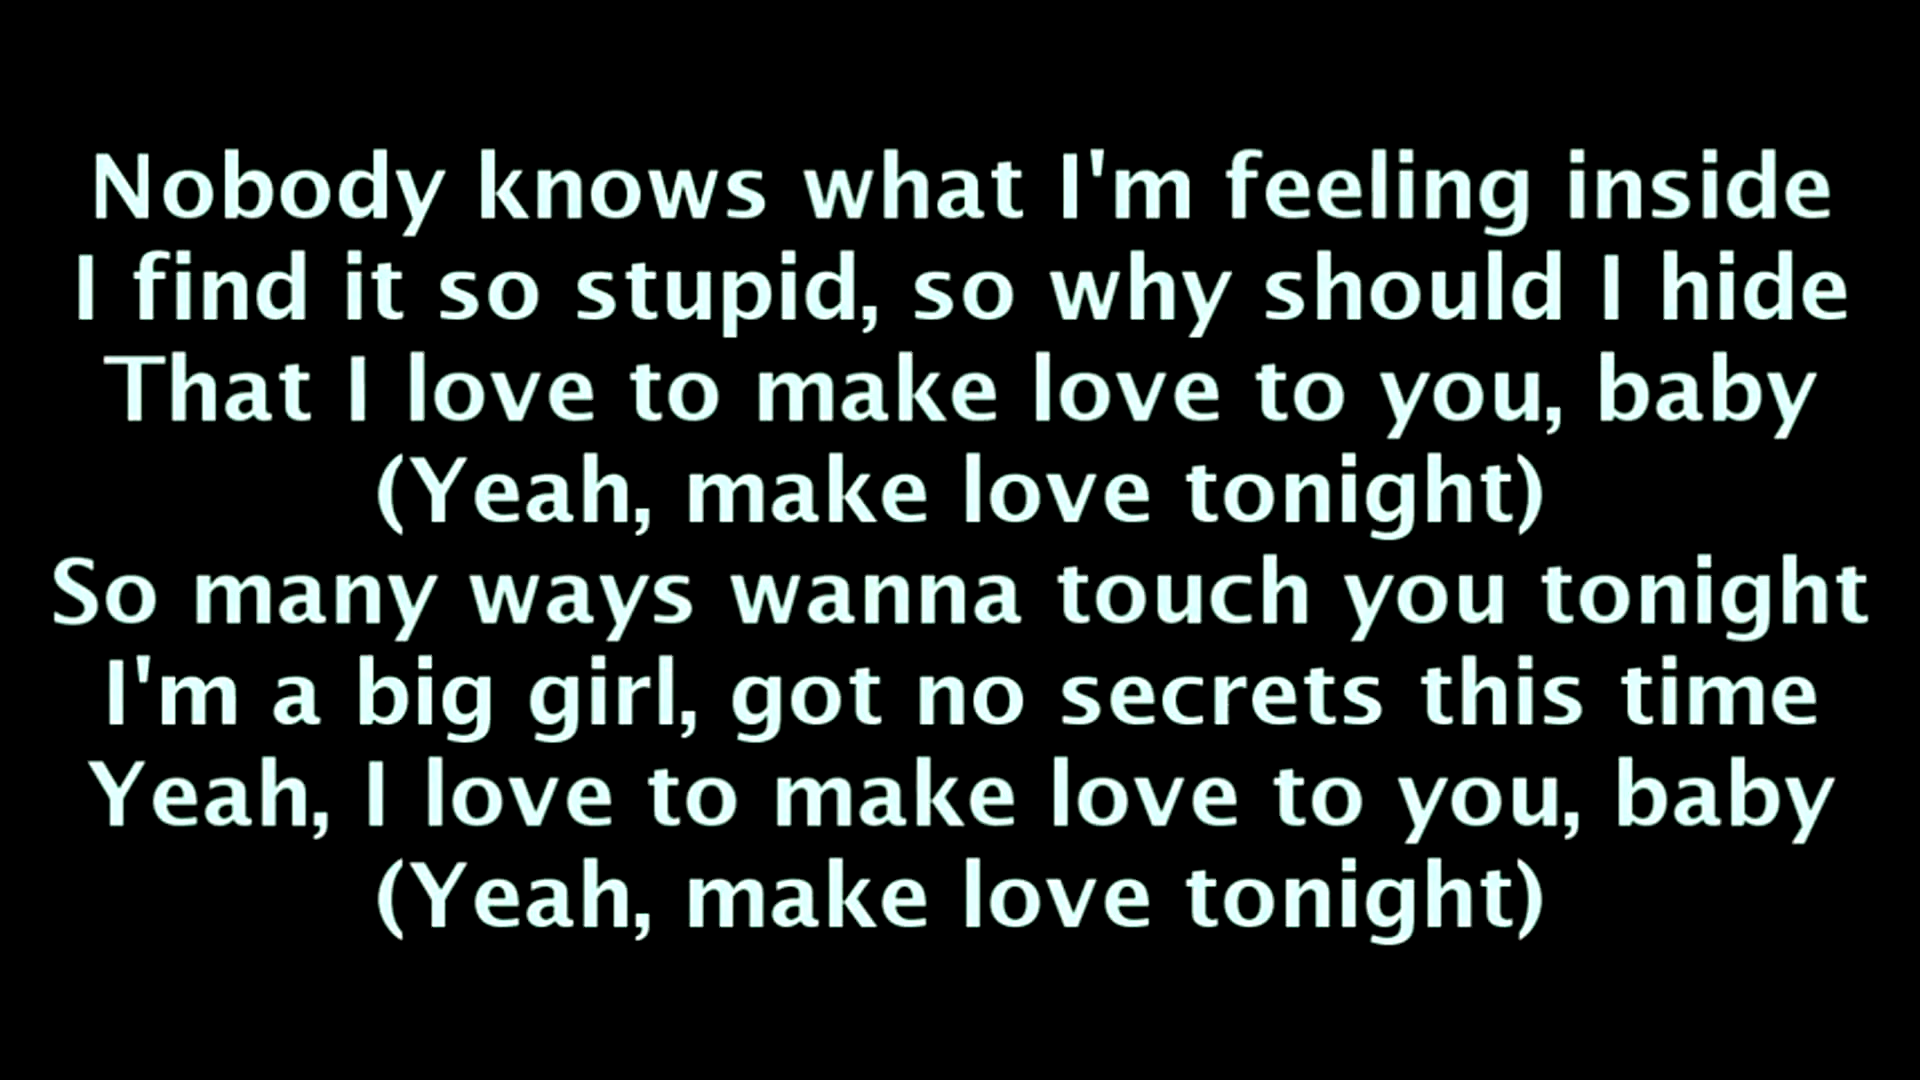 Nobody knows what I'm feeling inside
I find it so stupid, so why should I hide
That I love to make love to you, baby
(Yeah, make love tonight)
So many ways wanna touch you tonight
I'm a big girl, got no secrets this time
Yeah, I love to make love to you, baby
(Yeah, make love tonight)